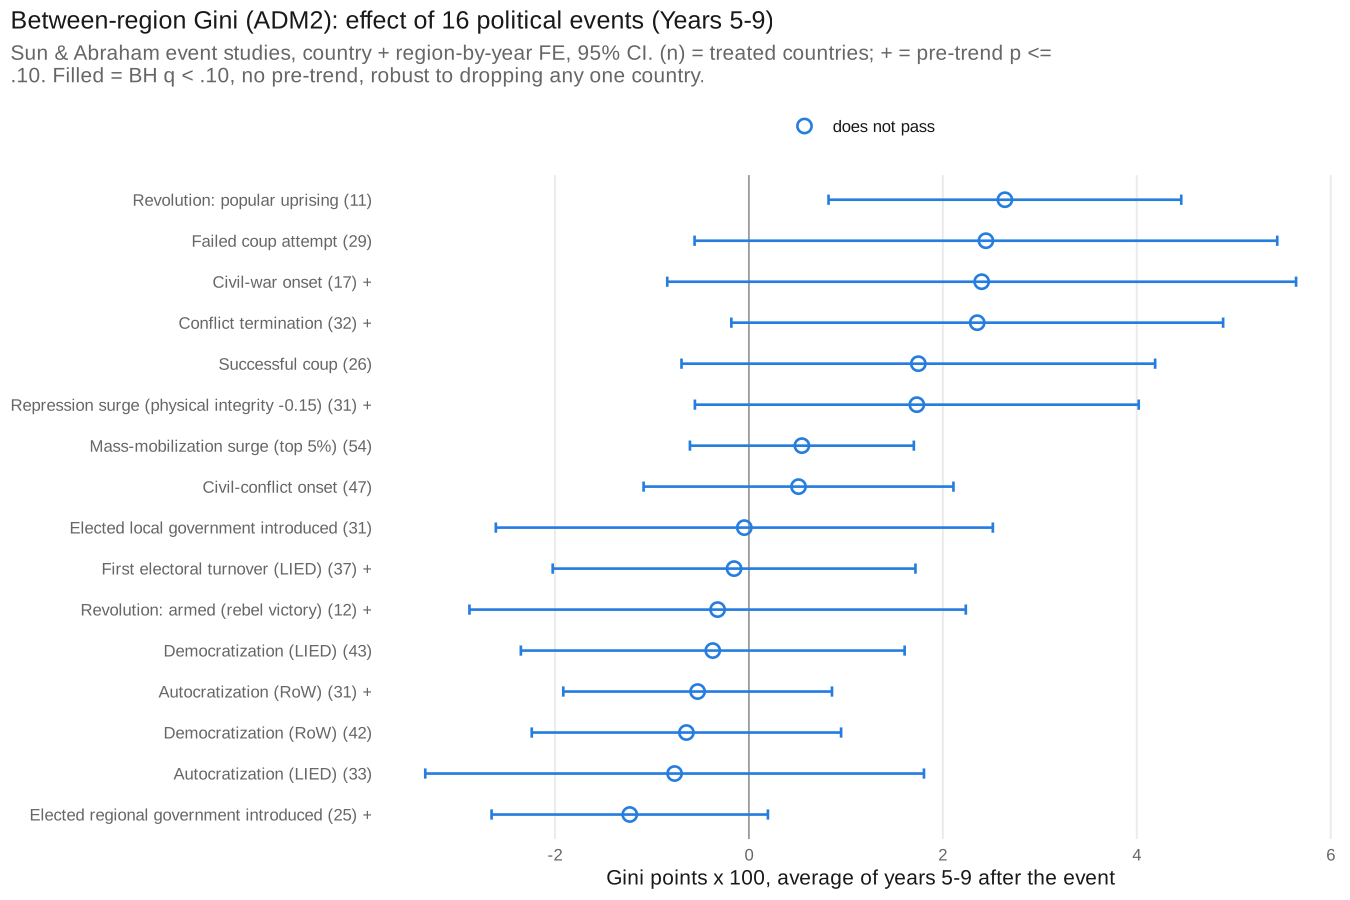 Between-region Gini (ADM2): effect of 16 political events (Years 5-9)
Sun & Abraham event studies, country + region-by-year FE, 95% CI. (n) = treated countries; + = pre-trend p <=
.10. Filled = BH q < .10, no pre-trend, robust to dropping any one country.
does not pass
Revolution: popular uprising (11)
Failed coup attempt (29)
Civil-war onset (17) +
Conflict termination (32) +
Successful coup (26)
Repression surge (physical integrity -0.15) (31) +
Mass-mobilization surge (top 5%) (54)
Civil-conflict onset (47)
Elected local government introduced (31)
First electoral turnover (LIED) (37) +
Revolution: armed (rebel victory) (12) +
Democratization (LIED) (43)
Autocratization (RoW) (31) +
Democratization (RoW) (42)
Autocratization (LIED) (33)
Elected regional government introduced (25) +
-2 0 2 4 6
Gini points x 100, average of years 5-9 after the event